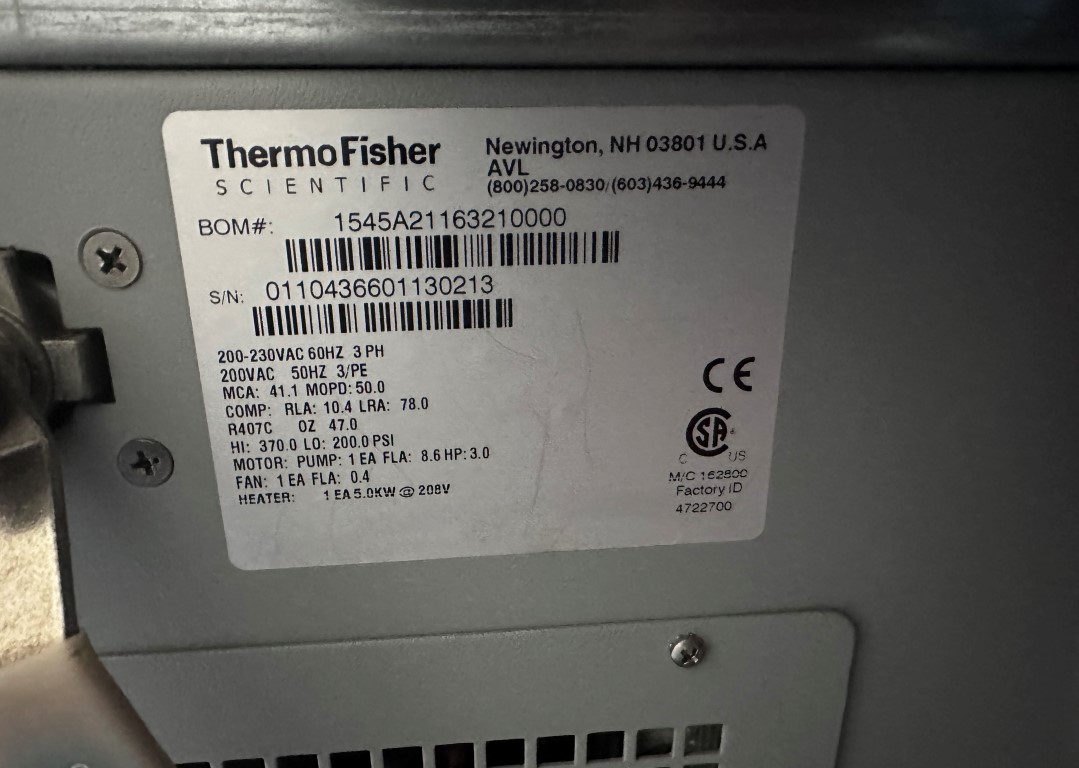 ThermoFisher
SCIENTIFIC
Newington, NH 03801 U.S.A
AVL
(800)258-0830/(603)436-9444
BOM#: 1545A21163210000
S/N: 0110436601130213
200-230VAC 60HZ 3 PH
200VAC 50HZ 3/PE
MCA: 41.1 MOPD: 50.0
COMP: RLA: 10.4 LRA: 78.0
R407C OZ 47.0
HI: 370.0 LO: 200.0 PSI
MOTOR: PUMP: 1 EA FLA: 8.6 HP: 3.0
FAN: 1 EA FLA: 0.4
HEATER: 1 EA 5.0KW @ 208V
CE
SA®
C US
M/C 162800
Factory ID
4722700